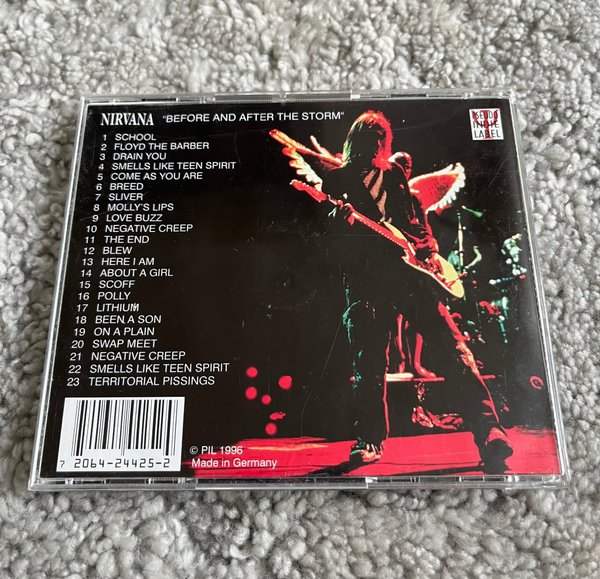 NIRVANA "BEFORE AND AFTER THE STORM"
PSEUDO
INDIE
LABEL
1 SCHOOL
2 FLOYD THE BARBER
3 DRAIN YOU
4 SMELLS LIKE TEEN SPIRIT
5 COME AS YOU ARE
6 BREED
7 SLIVER
8 MOLLY'S LIPS
9 LOVE BUZZ
10 NEGATIVE CREEP
11 THE END
12 BLEW
13 HERE I AM
14 ABOUT A GIRL
15 SCOFF
16 POLLY
17 LITHIUM
18 BEEN A SON
19 ON A PLAIN
20 SWAP MEET
21 NEGATIVE CREEP
22 SMELLS LIKE TEEN SPIRIT
23 TERRITORIAL PISSINGS
7 2064-24425-2
© PIL 1996
Made in Germany